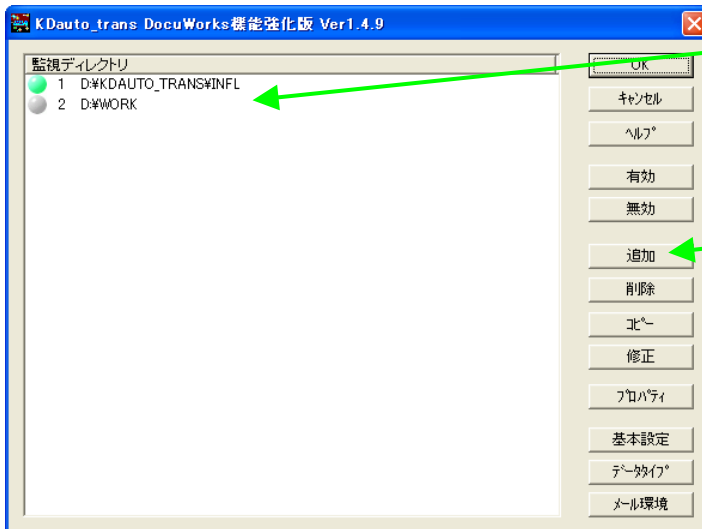 KDauto_trans DocuWorks機能強化版 Ver1.4.9
監視ディレクトリ
1 D:¥KDAUTO_TRANS¥INFL
2 D:¥WORK
OK
キャンセル
ヘルプ
有効
無効
追加
削除
コピー
修正
プロパティ
基本設定
データタイプ
メール環境